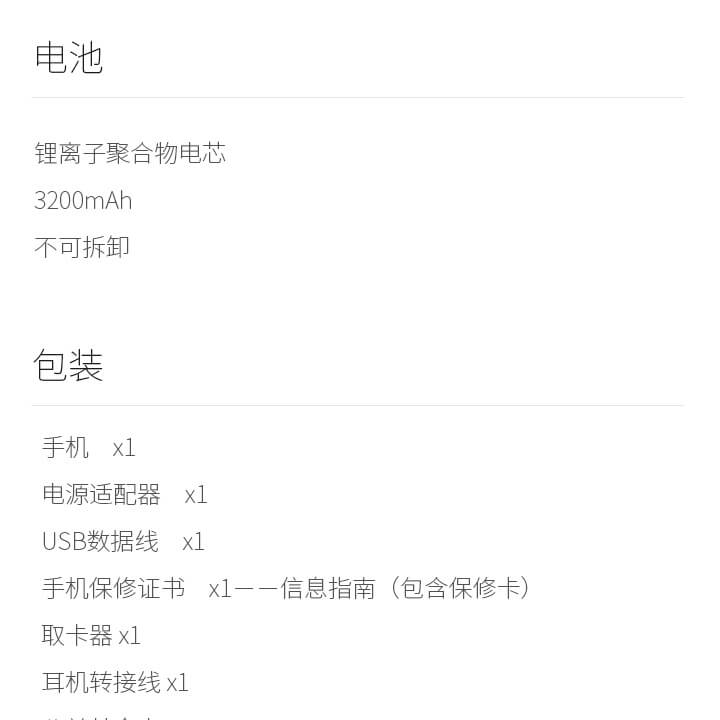 电池
锂离子聚合物电芯
3200mAh
不可拆卸
包装
手机 x1
电源适配器 x1
USB数据线 x1
手机保修证书 x1——信息指南（包含保修卡）
取卡器 x1
耳机转接线 x1